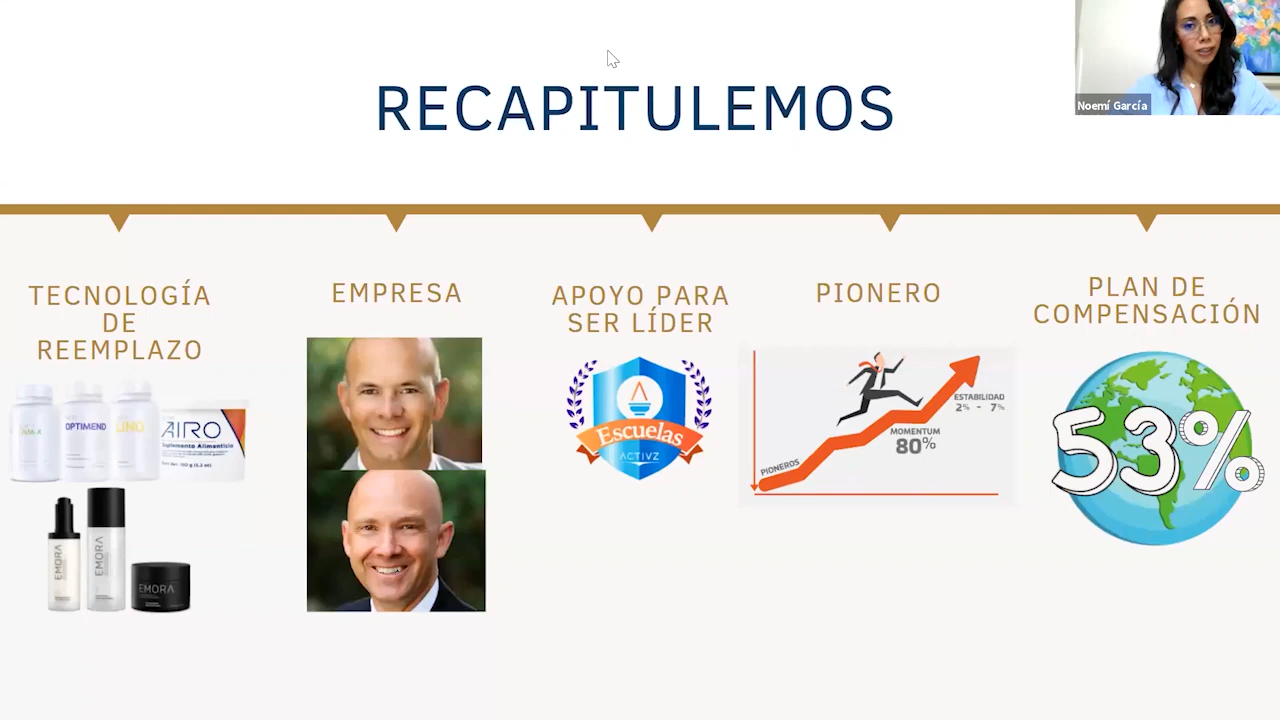 Noemí García
RECAPITULEMOS
TECNOLOGÍA
DE
REEMPLAZO
OPTIMEND
AIRO
Suplemento Alimenticio
EMORA
EMORA
EMORA
EMPRESA
APOYO PARA
SER LÍDER
Escuelas
ACTIVZ
PIONERO
PIONEROS
MOMENTUM
80%
ESTABILIDAD
2% - 7%
PLAN DE
COMPENSACIÓN
53%